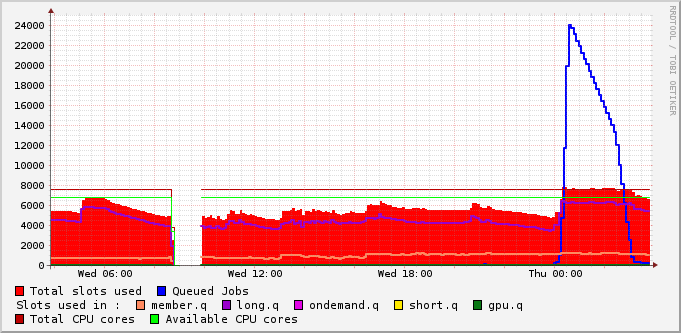 RRDTOOL / TOBI OETIKER
24000
22000
20000
18000
16000
14000
12000
10000
8000
6000
4000
2000
0
Wed 06:00 Wed 12:00 Wed 18:00 Thu 00:00
Total slots used Queued Jobs
Slots used in : member.q long.q ondemand.q short.q gpu.q
Total CPU cores Available CPU cores